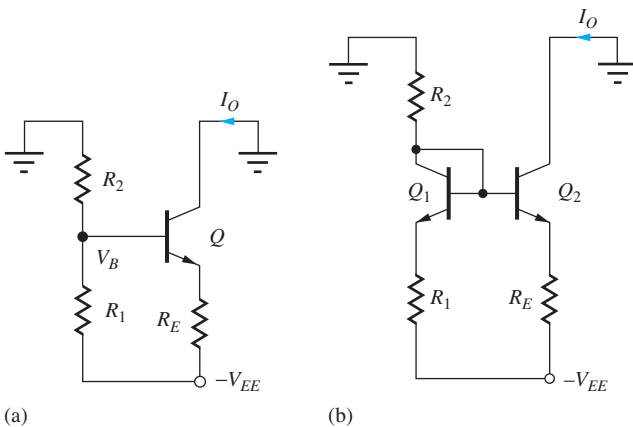 I_O
R_2
Q
V_B
R_1
R_E
−V_EE
(a)
I_O
R_2
Q_1
Q_2
R_1
R_E
−V_EE
(b)